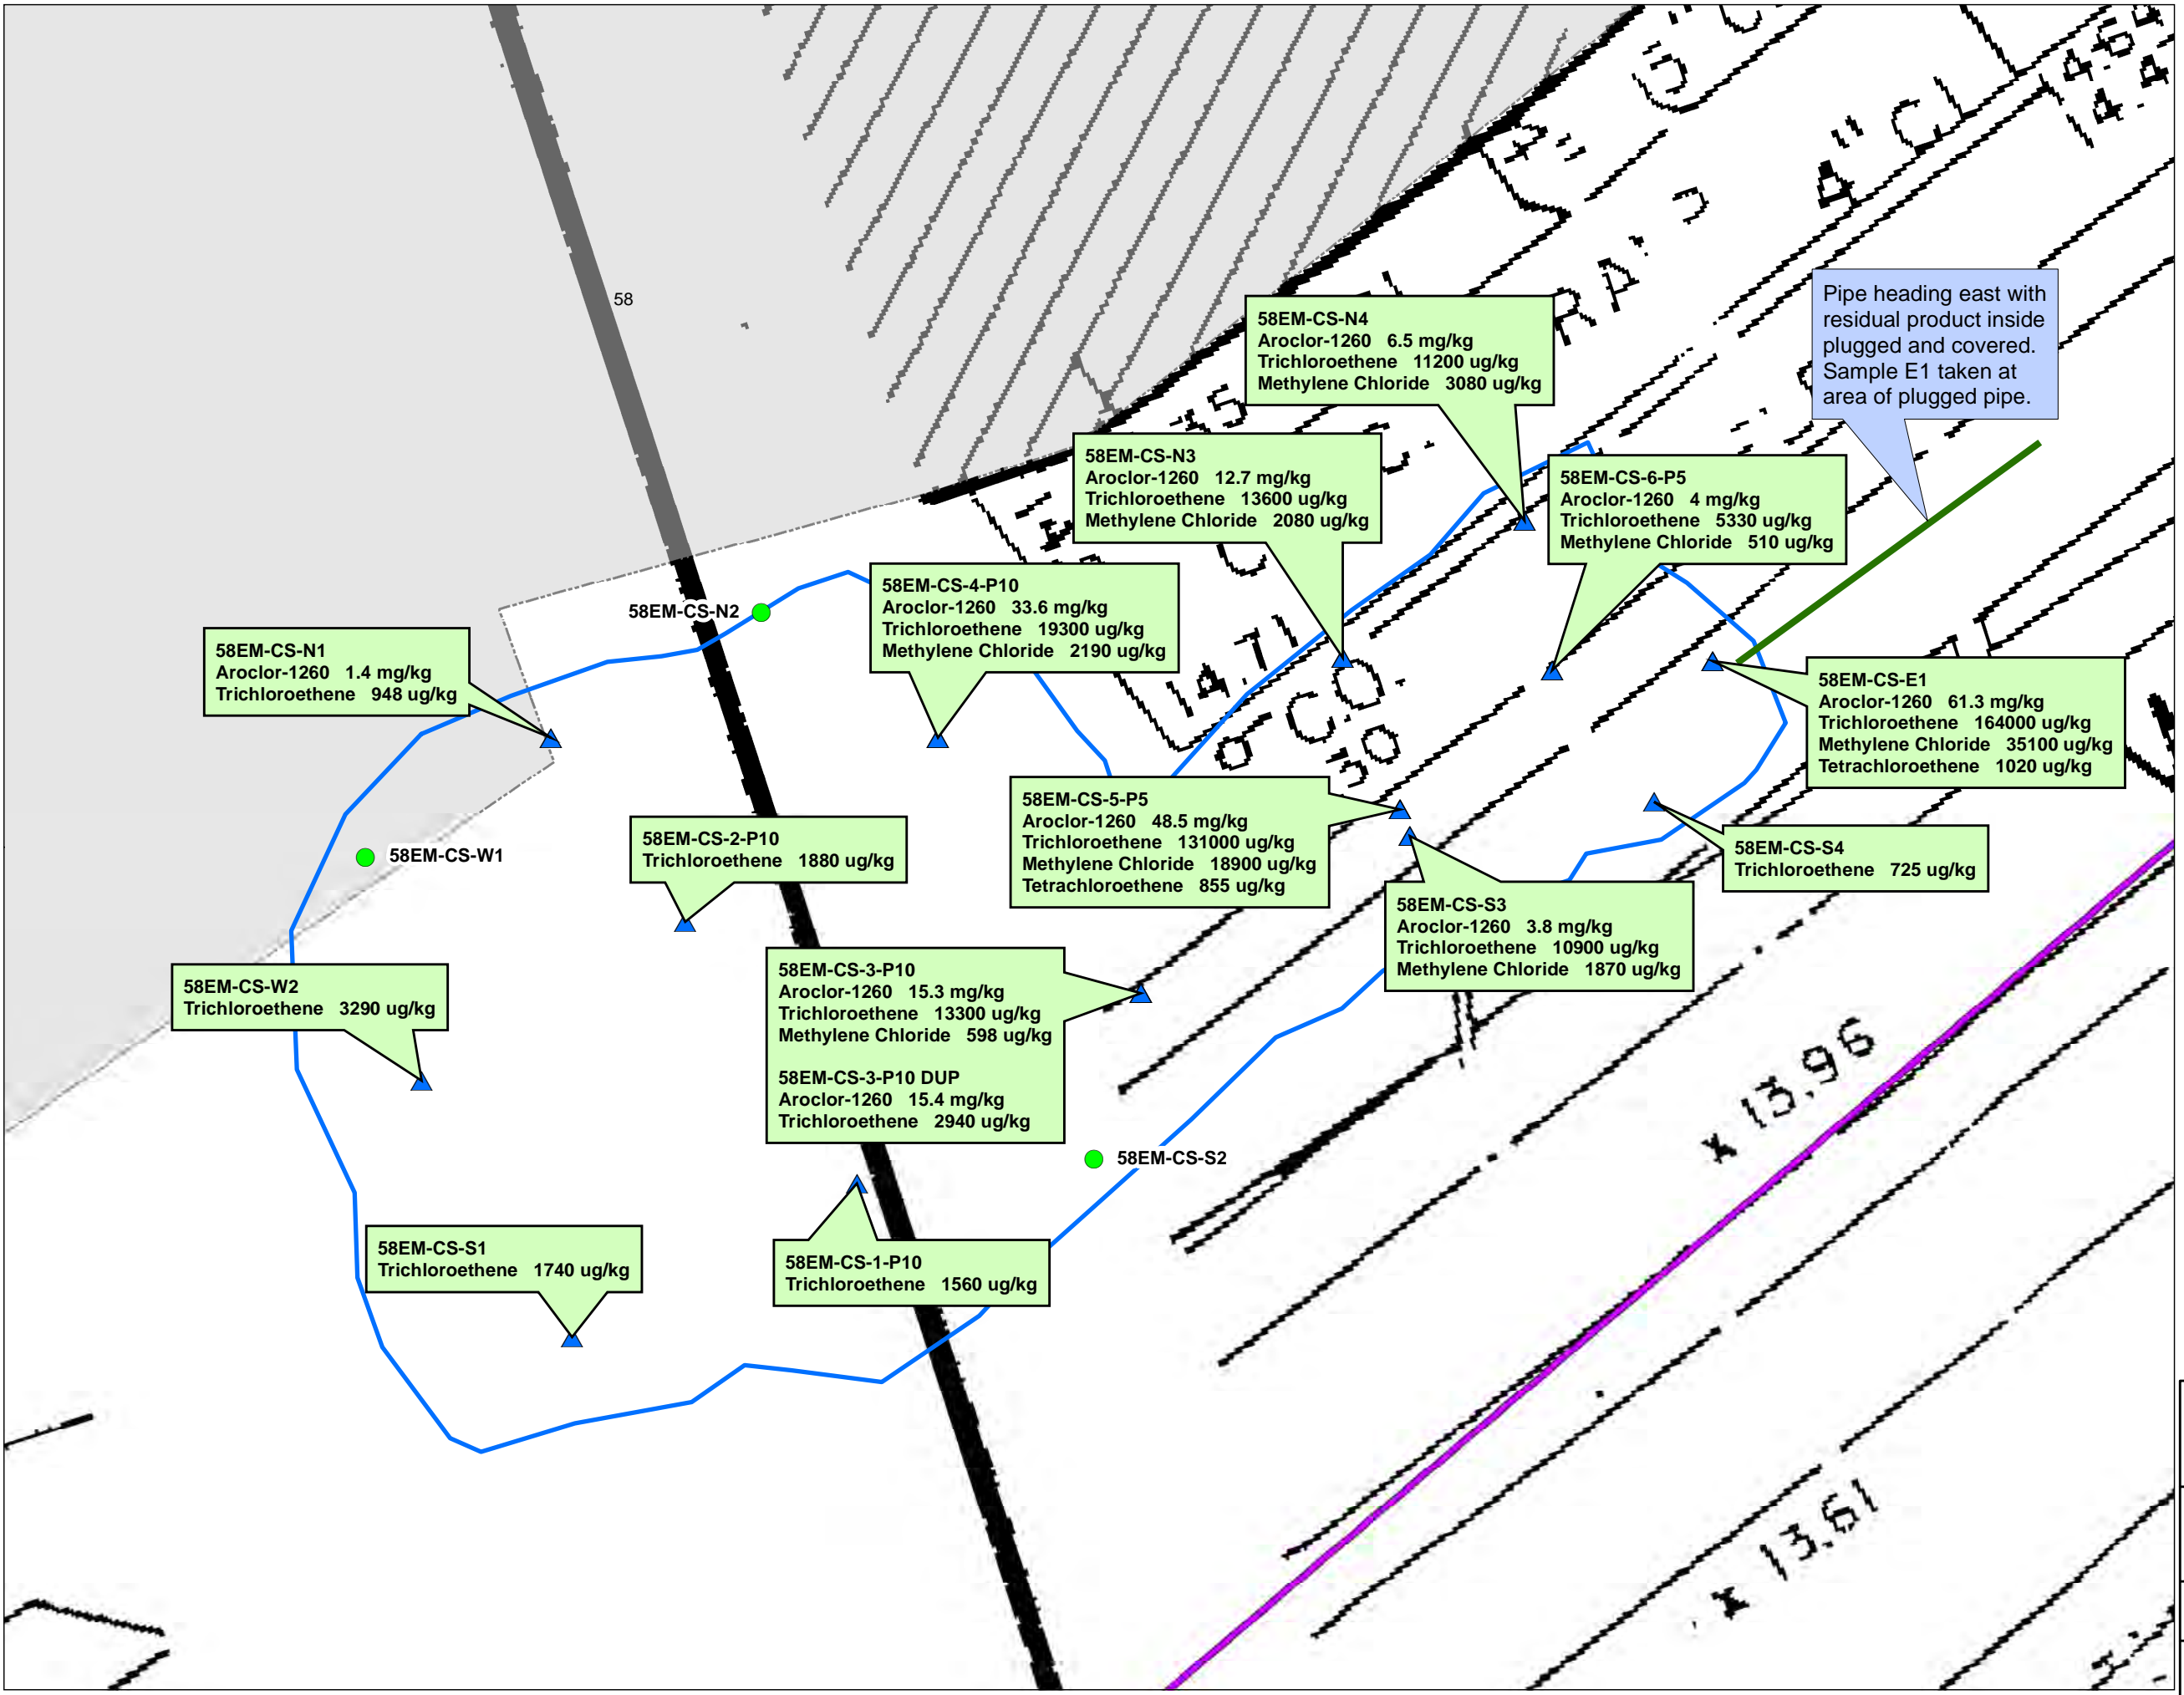 58
58EM-CS-N4
Aroclor-1260 6.5 mg/kg
Trichloroethene 11200 ug/kg
Methylene Chloride 3080 ug/kg
Pipe heading east with
residual product inside
plugged and covered.
Sample E1 taken at
area of plugged pipe.
58EM-CS-N3
Aroclor-1260 12.7 mg/kg
Trichloroethene 13600 ug/kg
Methylene Chloride 2080 ug/kg
58EM-CS-6-P5
Aroclor-1260 4 mg/kg
Trichloroethene 5330 ug/kg
Methylene Chloride 510 ug/kg
58EM-CS-4-P10
Aroclor-1260 33.6 mg/kg
Trichloroethene 19300 ug/kg
Methylene Chloride 2190 ug/kg
58EM-CS-N2
58EM-CS-N1
Aroclor-1260 1.4 mg/kg
Trichloroethene 948 ug/kg
58EM-CS-E1
Aroclor-1260 61.3 mg/kg
Trichloroethene 164000 ug/kg
Methylene Chloride 35100 ug/kg
Tetrachloroethene 1020 ug/kg
58EM-CS-5-P5
Aroclor-1260 48.5 mg/kg
Trichloroethene 131000 ug/kg
Methylene Chloride 18900 ug/kg
Tetrachloroethene 855 ug/kg
58EM-CS-2-P10
Trichloroethene 1880 ug/kg
58EM-CS-W1
58EM-CS-S4
Trichloroethene 725 ug/kg
58EM-CS-S3
Aroclor-1260 3.8 mg/kg
Trichloroethene 10900 ug/kg
Methylene Chloride 1870 ug/kg
58EM-CS-W2
Trichloroethene 3290 ug/kg
58EM-CS-3-P10
Aroclor-1260 15.3 mg/kg
Trichloroethene 13300 ug/kg
Methylene Chloride 598 ug/kg
58EM-CS-3-P10 DUP
Aroclor-1260 15.4 mg/kg
Trichloroethene 2940 ug/kg
58EM-CS-S2
58EM-CS-S1
Trichloroethene 1740 ug/kg
58EM-CS-1-P10
Trichloroethene 1560 ug/kg
x 13.96
x 13.61